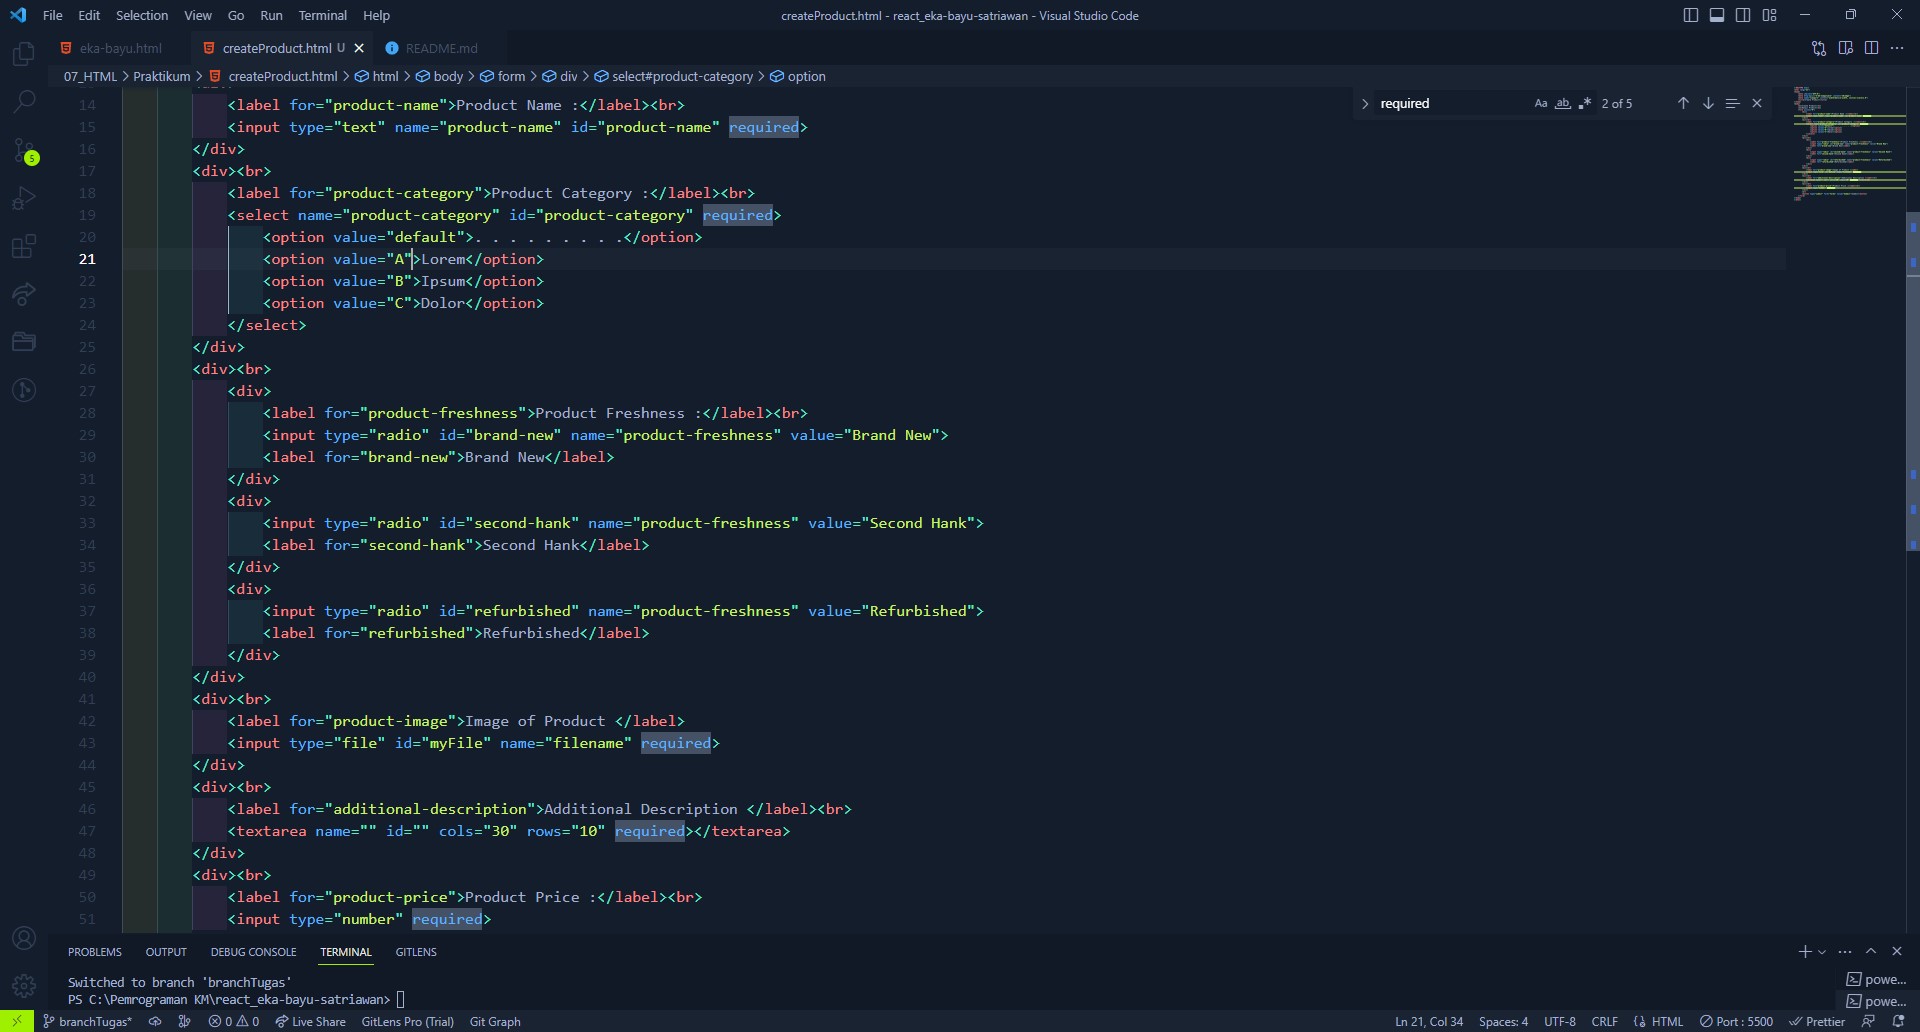 File Edit Selection View Go Run Terminal Help createProduct.html - react_eka-bayu-satriawan - Visual Studio Code
eka-bayu.html createProduct.html U README.md
07_HTML > Praktikum > createProduct.html > html > body > form > div > select#product-category > option
required Aa ab .* 2 of 5
14 <label for="product-name">Product Name :</label><br>
15 <input type="text" name="product-name" id="product-name" required>
16 </div>
17 <div><br>
18 <label for="product-category">Product Category :</label><br>
19 <select name="product-category" id="product-category" required>
20 <option value="default">. . . . . . . . .</option>
21 <option value="A">Lorem</option>
22 <option value="B">Ipsum</option>
23 <option value="C">Dolor</option>
24 </select>
25 </div>
26 <div><br>
27 <div>
28 <label for="product-freshness">Product Freshness :</label><br>
29 <input type="radio" id="brand-new" name="product-freshness" value="Brand New">
30 <label for="brand-new">Brand New</label>
31 </div>
32 <div>
33 <input type="radio" id="second-hank" name="product-freshness" value="Second Hank">
34 <label for="second-hank">Second Hank</label>
35 </div>
36 <div>
37 <input type="radio" id="refurbished" name="product-freshness" value="Refurbished">
38 <label for="refurbished">Refurbished</label>
39 </div>
40 </div>
41 <div><br>
42 <label for="product-image">Image of Product </label>
43 <input type="file" id="myFile" name="filename" required>
44 </div>
45 <div><br>
46 <label for="additional-description">Additional Description </label><br>
47 <textarea name="" id="" cols="30" rows="10" required></textarea>
48 </div>
49 <div><br>
50 <label for="product-price">Product Price :</label><br>
51 <input type="number" required>
5
PROBLEMS OUTPUT DEBUG CONSOLE TERMINAL GITLENS
Switched to branch 'branchTugas'
PS C:\Pemrograman KM\react_eka-bayu-satriawan>
powe...
powe...
branchTugas* 0 0 Live Share GitLens Pro (Trial) Git Graph Ln 21, Col 34 Spaces: 4 UTF-8 CRLF HTML Port : 5500 Prettier